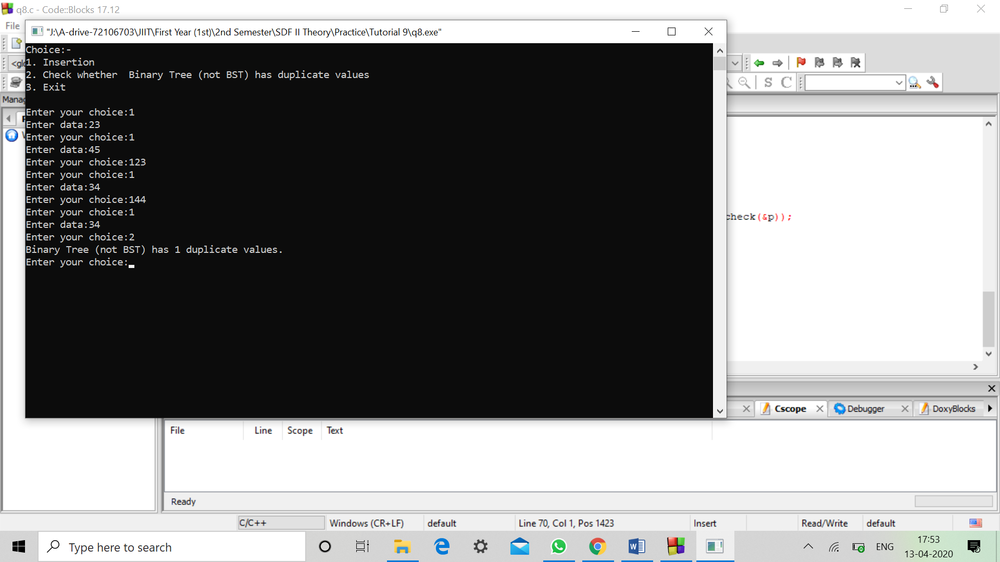 q8.c - Code::Blocks 17.12
File
"J:\A-drive-72106703\JIIT\First Year (1st)\2nd Semester\SDF II Theory\Practice\Tutorial 9\q8.exe"
Choice:-
1. Insertion
2. Check whether  Binary Tree (not BST) has duplicate values
3. Exit
Enter your choice:1
Enter data:23
Enter your choice:1
Enter data:45
Enter your choice:123
Enter your choice:1
Enter data:34
Enter your choice:144
Enter your choice:1
Enter data:34
Enter your choice:2
Binary Tree (not BST) has 1 duplicate values.
Enter your choice:
<glo
Manag
S C
check(&p));
Cscope
Debugger
DoxyBlocks
File Line Scope Text
Ready
C/C++ Windows (CR+LF) default Line 70, Col 1, Pos 1423 Insert Read/Write default
Type here to search
ENG
17:53
13-04-2020